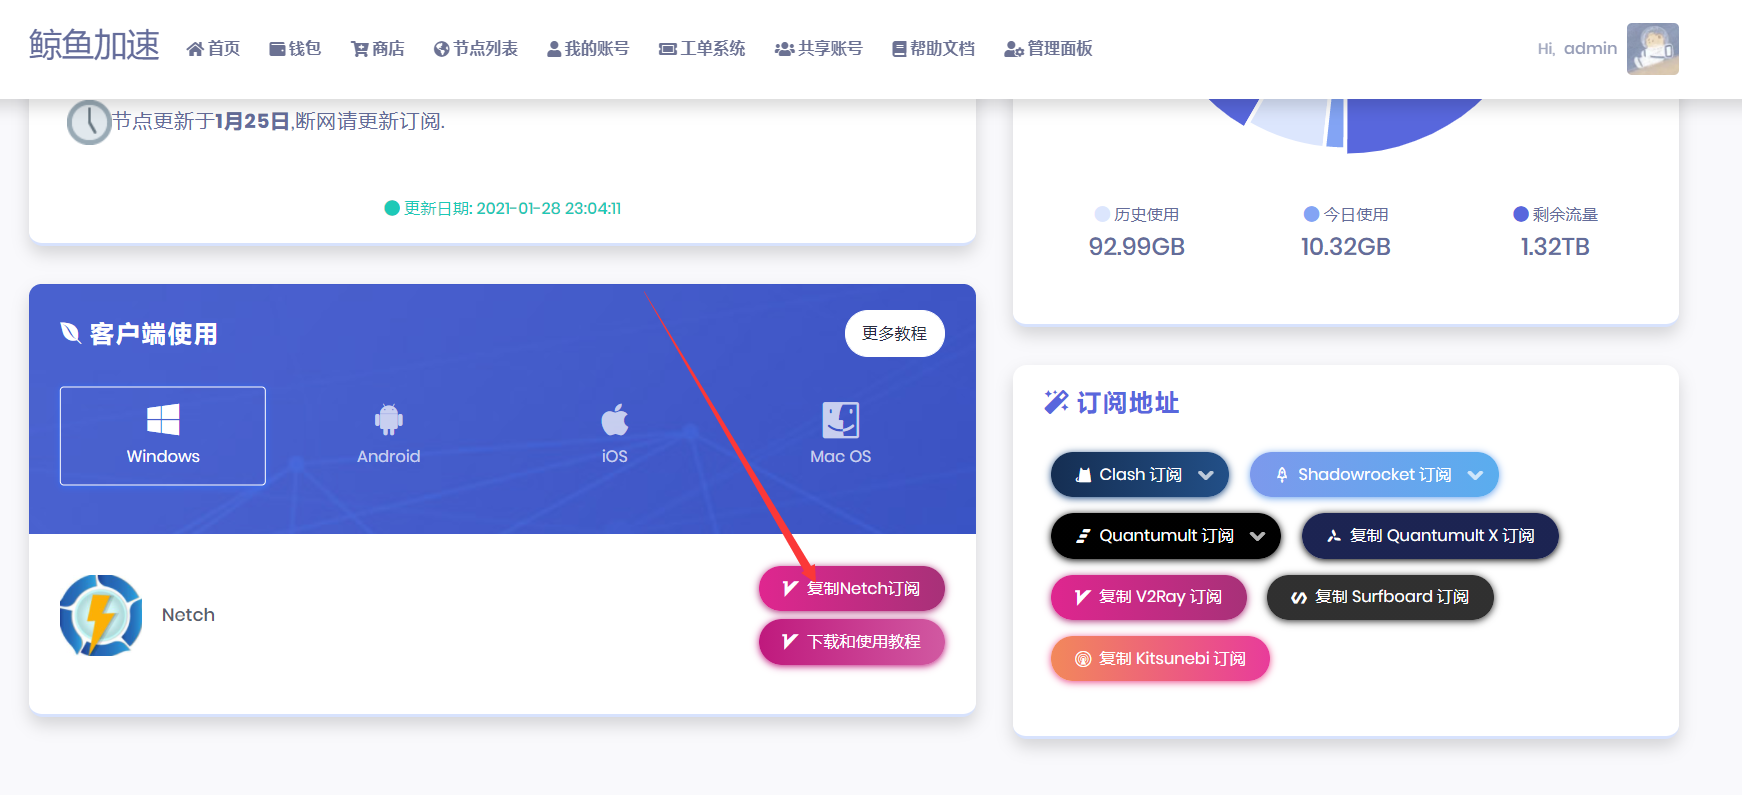 鲸鱼加速
首页 钱包 商店 节点列表 我的账号 工单系统 共享账号 帮助文档 管理面板
Hi, admin
节点更新于1月25日,断网请更新订阅.
更新日期: 2021-01-28 23:04:11
历史使用 今日使用 剩余流量
92.99GB 10.32GB 1.32TB
客户端使用
更多教程
Windows Android iOS Mac OS
Netch
复制Netch订阅
下载和使用教程
订阅地址
Clash 订阅 Shadowrocket 订阅
Quantumult 订阅 复制 Quantumult X 订阅
复制 V2Ray 订阅 复制 Surfboard 订阅
复制 Kitsunebi 订阅